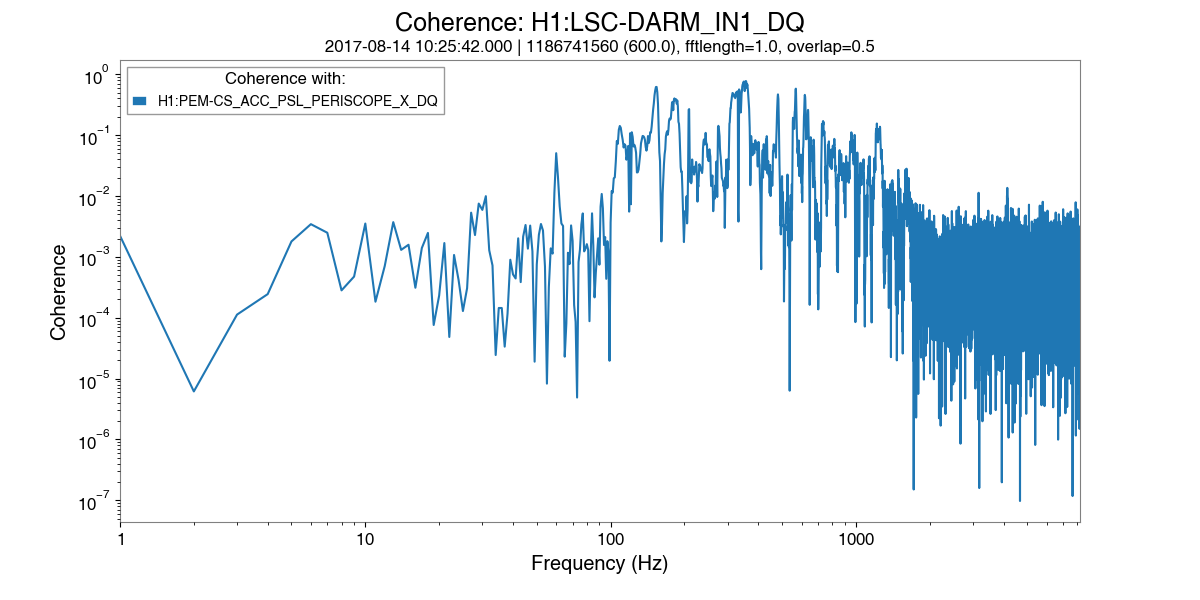 Coherence: H1:LSC-DARM_IN1_DQ
2017-08-14 10:25:42.000 | 1186741560 (600.0), fftlength=1.0, overlap=0.5
Coherence with:
H1:PEM-CS_ACC_PSL_PERISCOPE_X_DQ
10⁰
10⁻¹
10⁻²
10⁻³
10⁻⁴
10⁻⁵
10⁻⁶
10⁻⁷
Coherence
1 10 100 1000
Frequency (Hz)